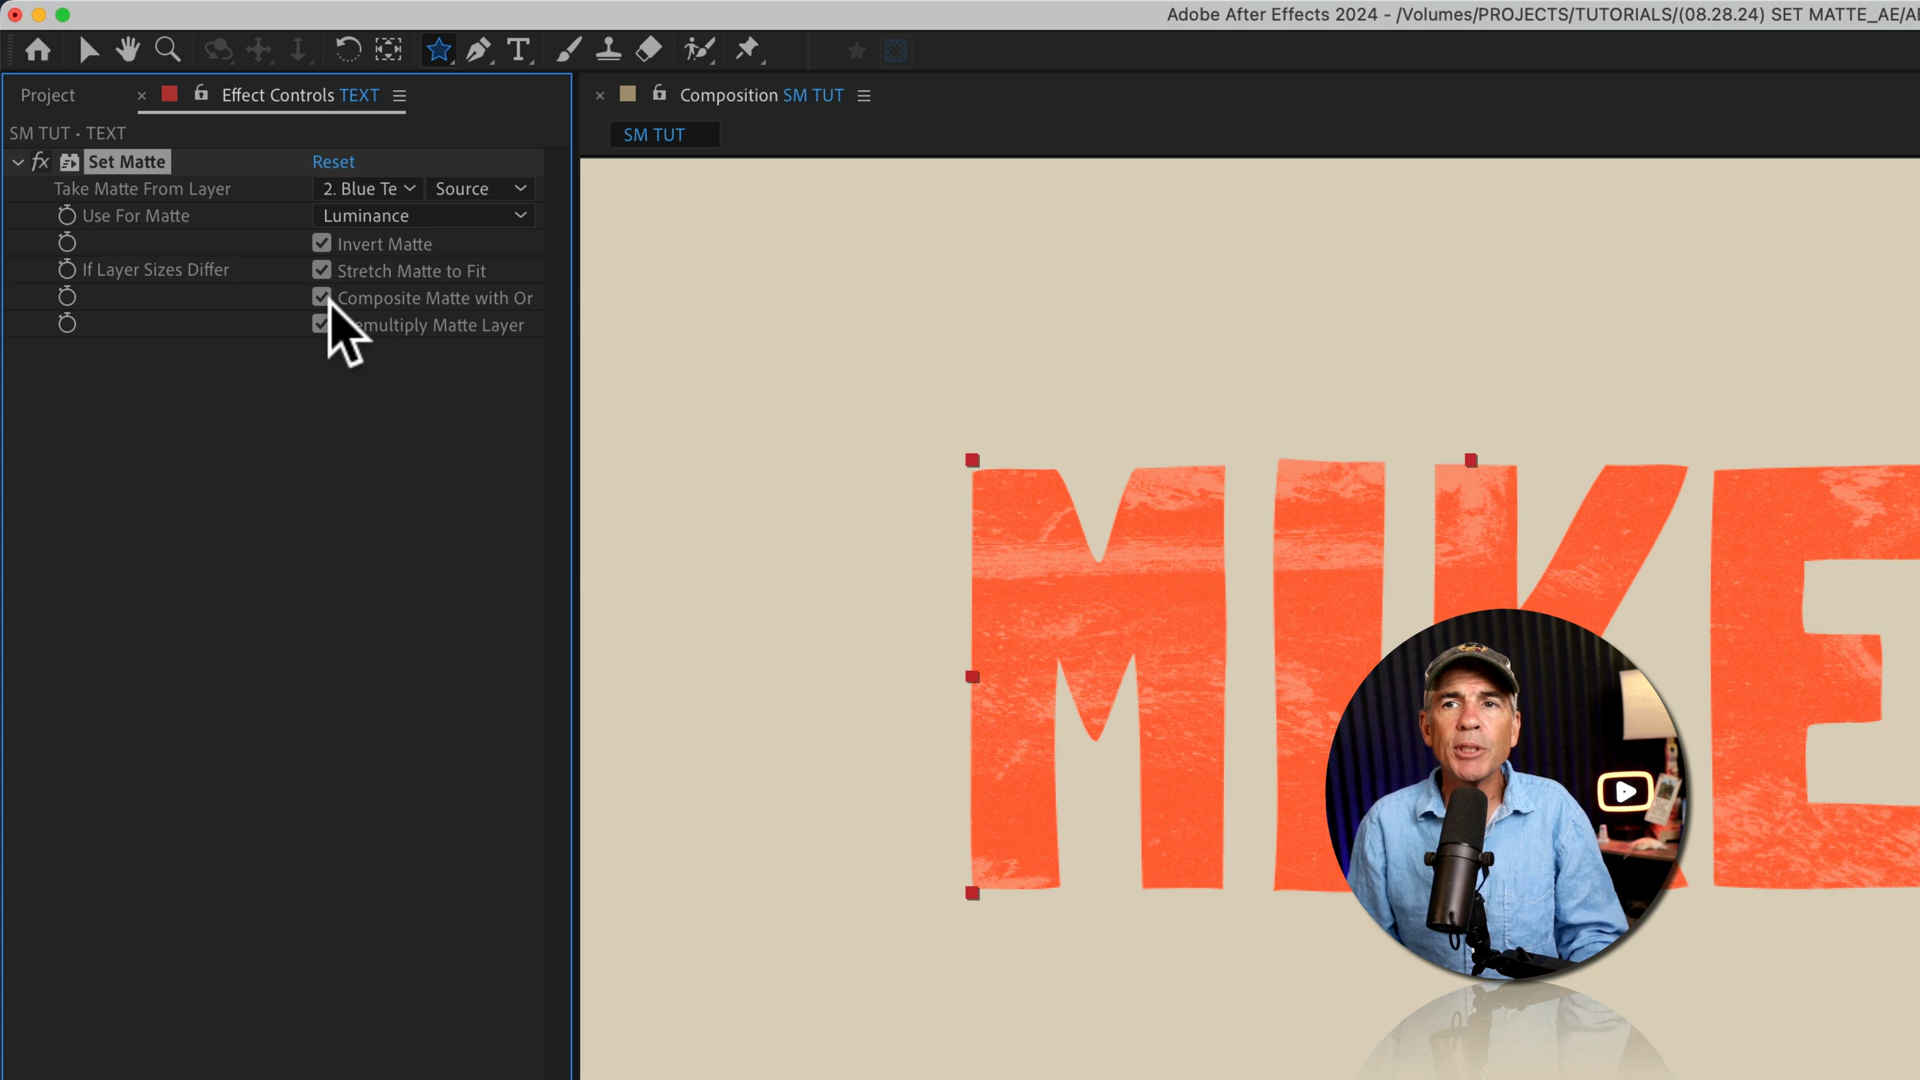 Adobe After Effects 2024 - /Volumes/PROJECTS/TUTORIALS/(08.28.24) SET MATTE_AE/
Project
× Effect Controls TEXT
× Composition SM TUT
SM TUT • TEXT
SM TUT
fx Set Matte Reset
Take Matte From Layer 2. Blue Te Source
Use For Matte Luminance
Invert Matte
If Layer Sizes Differ Stretch Matte to Fit
Composite Matte with Or
Matte Layer
MIKE